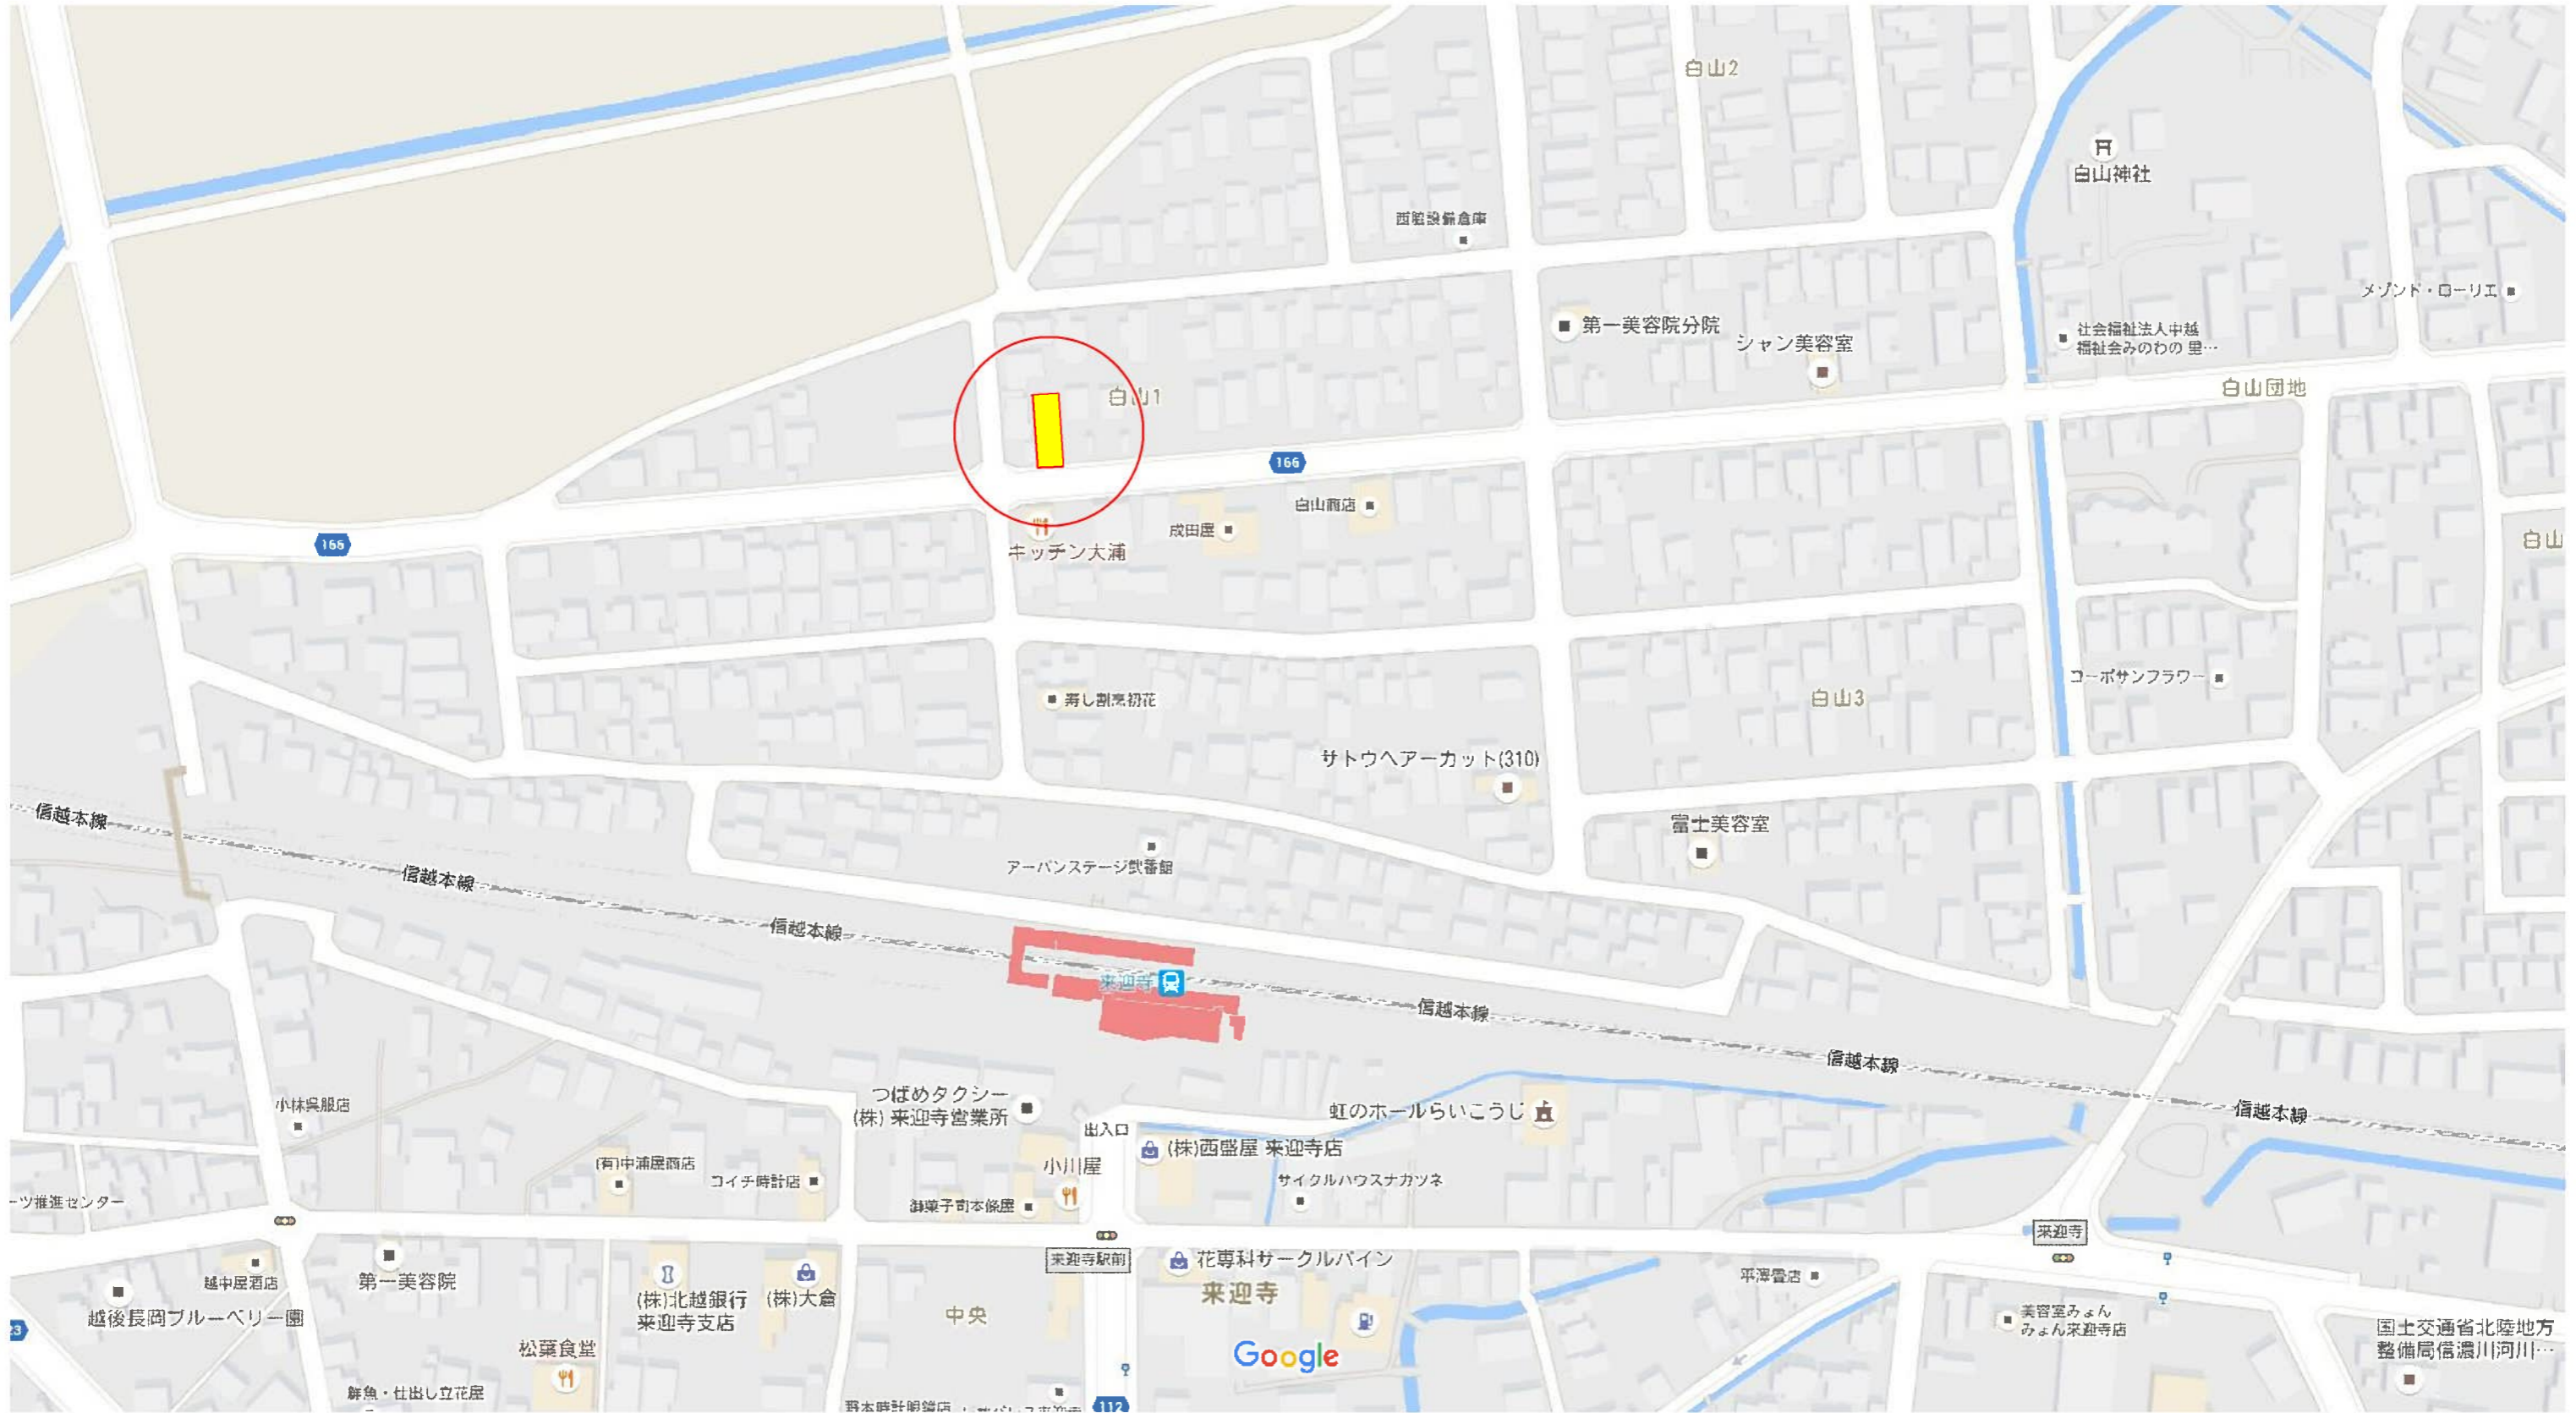 白山2
白山神社
西脇設備倉庫
メゾンド・ローリエ
第一美容院分院
シャン美容室
社会福祉法人中越
福祉会みのわの 里…
白山団地
白山1
166
白山商店
成田屋
キッチン大浦
166
白山
寿し割烹初花
コーポサンフラワー
白山3
サトウヘアーカット(310)
富士美容室
信越本線
アーバンステージ弐番館
信越本線
信越本線
来迎寺
信越本線
信越本線
信越本線
つばめタクシー
(株) 来迎寺営業所
虹のホールらいこうじ
小林呉服店
出入口
(株)西盛屋 来迎寺店
(有)中浦屋商店
小川屋
コイチ時計店
サイクルハウスナカツネ
ーツ推進センター
御菓子司本條屋
来迎寺
来迎寺駅前
花専科サークルパイン
第一美容院
越中屋酒店
平澤畳店
来迎寺
(株)北越銀行
来迎寺支店
(株)大倉
中央
越後長岡ブルーベリー園
美容室みょん
みょん来迎寺店
23
国土交通省北陸地方
整備局信濃川河川…
松葉食堂
Google
鮮魚・仕出し立花屋
112